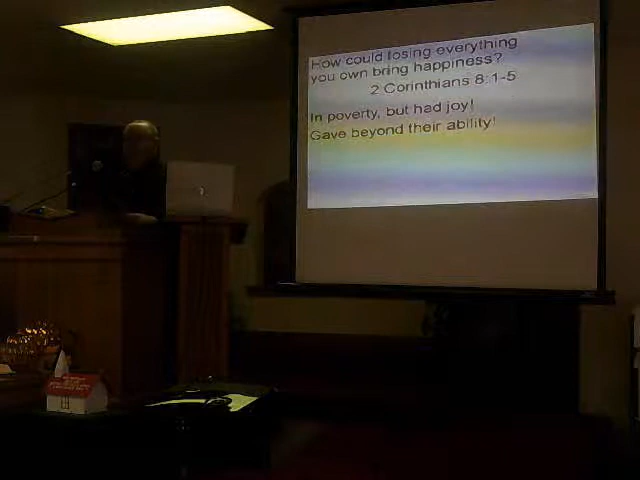 How could losing everything
you own bring happiness?
2 Corinthians 8:1-5
In poverty, but had joy!
Gave beyond their ability!